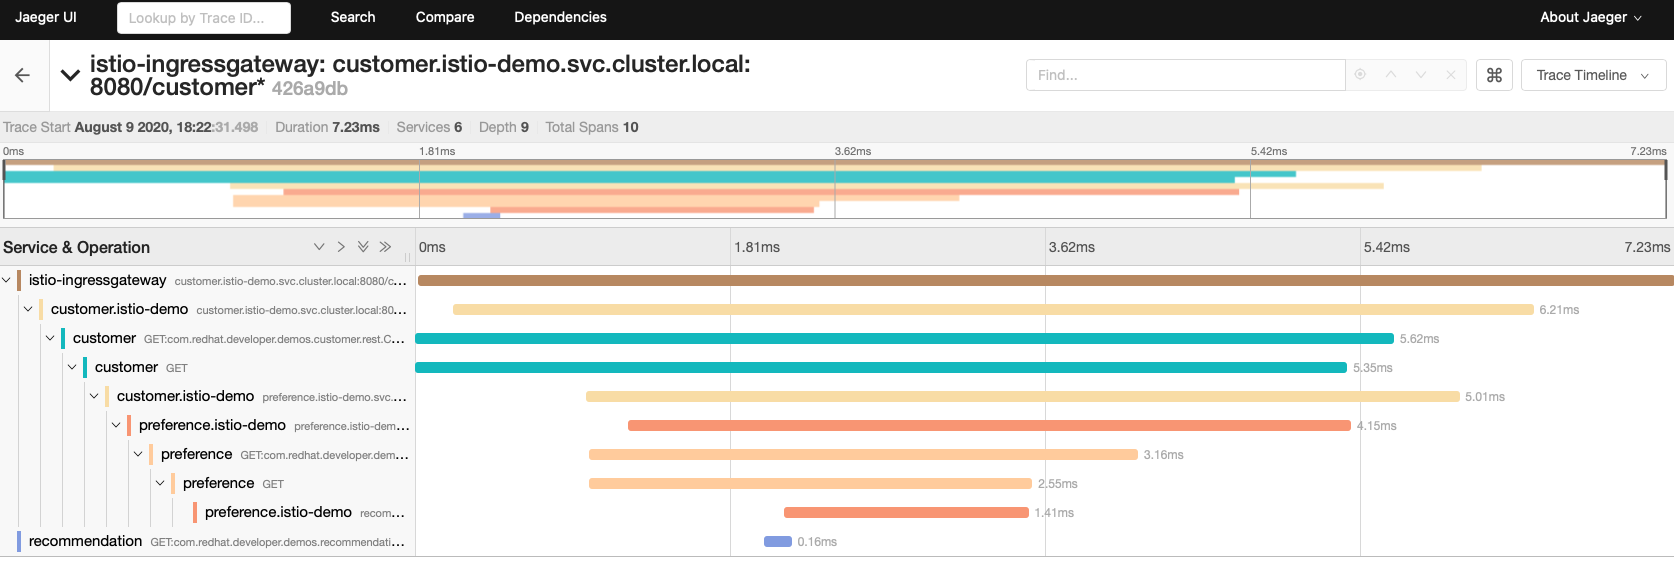 Jaeger UI Lookup by Trace ID... Search Compare Dependencies About Jaeger
istio-ingressgateway: customer.istio-demo.svc.cluster.local:
8080/customer* 426a9db
Find... ⌘ Trace Timeline
Trace Start August 9 2020, 18:22:31.498 Duration 7.23ms Services 6 Depth 9 Total Spans 10
0ms 1.81ms 3.62ms 5.42ms 7.23ms
Service & Operation 0ms 1.81ms 3.62ms 5.42ms 7.23ms
istio-ingressgateway customer.istio-demo.svc.cluster.local:8080/c...
customer.istio-demo customer.istio-demo.svc.cluster.local:80... 6.21ms
customer GET:com.redhat.developer.demos.customer.rest.C... 5.62ms
customer GET 5.35ms
customer.istio-demo preference.istio-demo.svc.... 5.01ms
preference.istio-demo preference.istio-dem... 4.15ms
preference GET:com.redhat.developer.dem... 3.16ms
preference GET 2.55ms
preference.istio-demo recom... 1.41ms
recommendation GET:com.redhat.developer.demos.recommendati... 0.16ms